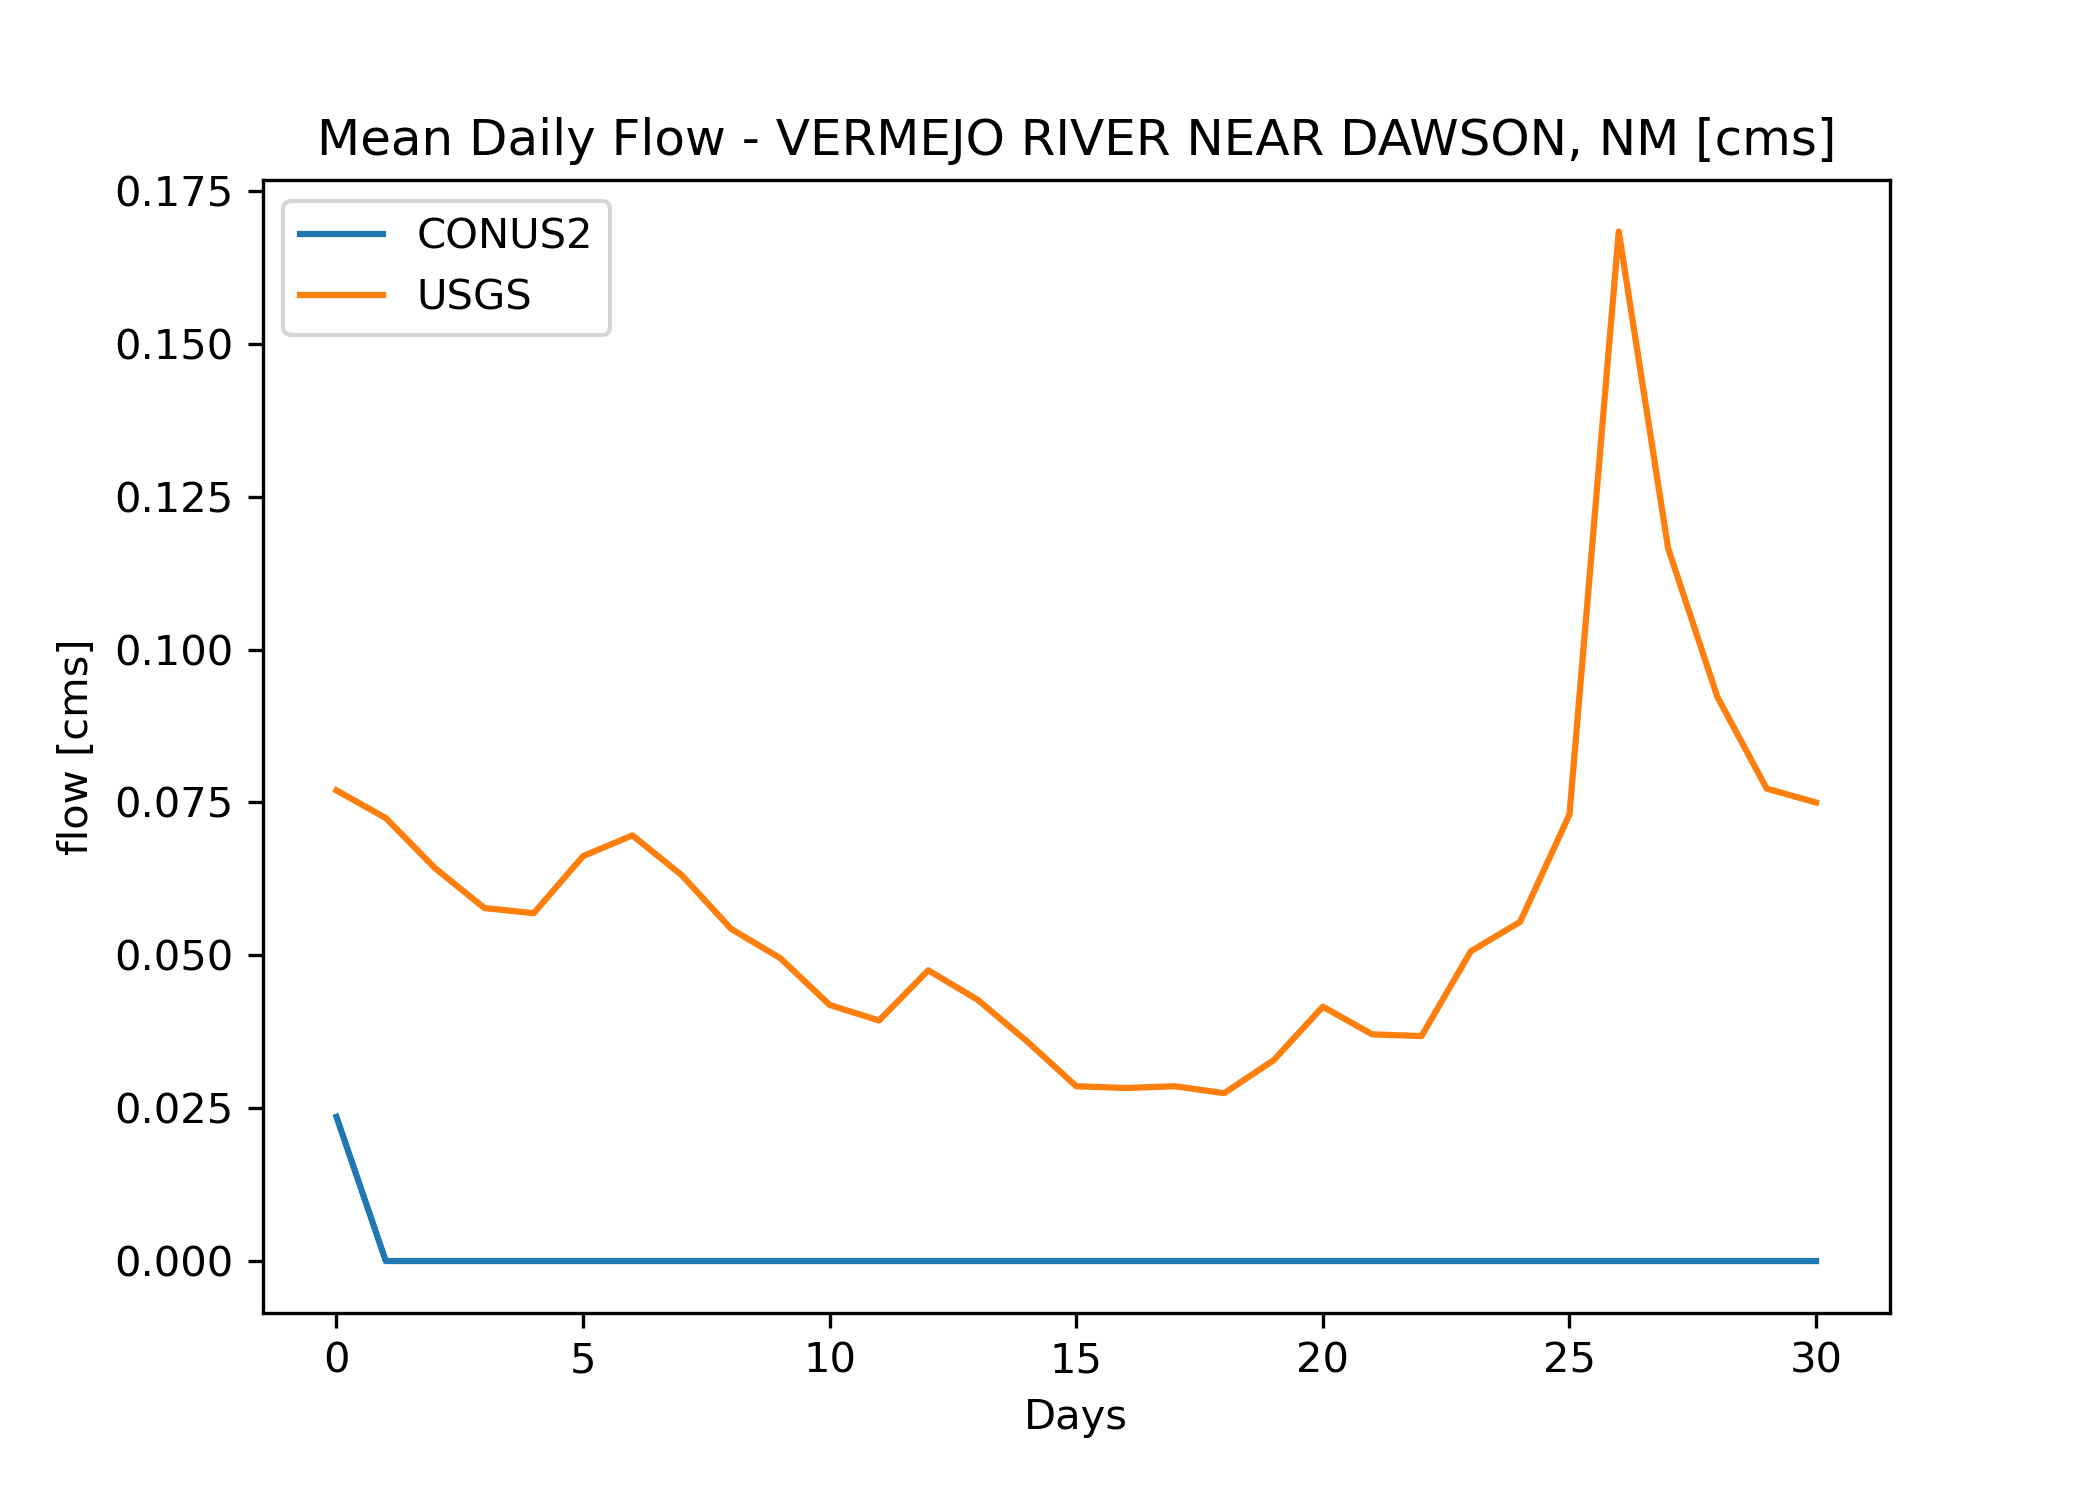 Mean Daily Flow - VERMEJO RIVER NEAR DAWSON, NM [cms]
CONUS2
USGS
flow [cms]
0.175
0.150
0.125
0.100
0.075
0.050
0.025
0.000
0 5 10 15 20 25 30
Days